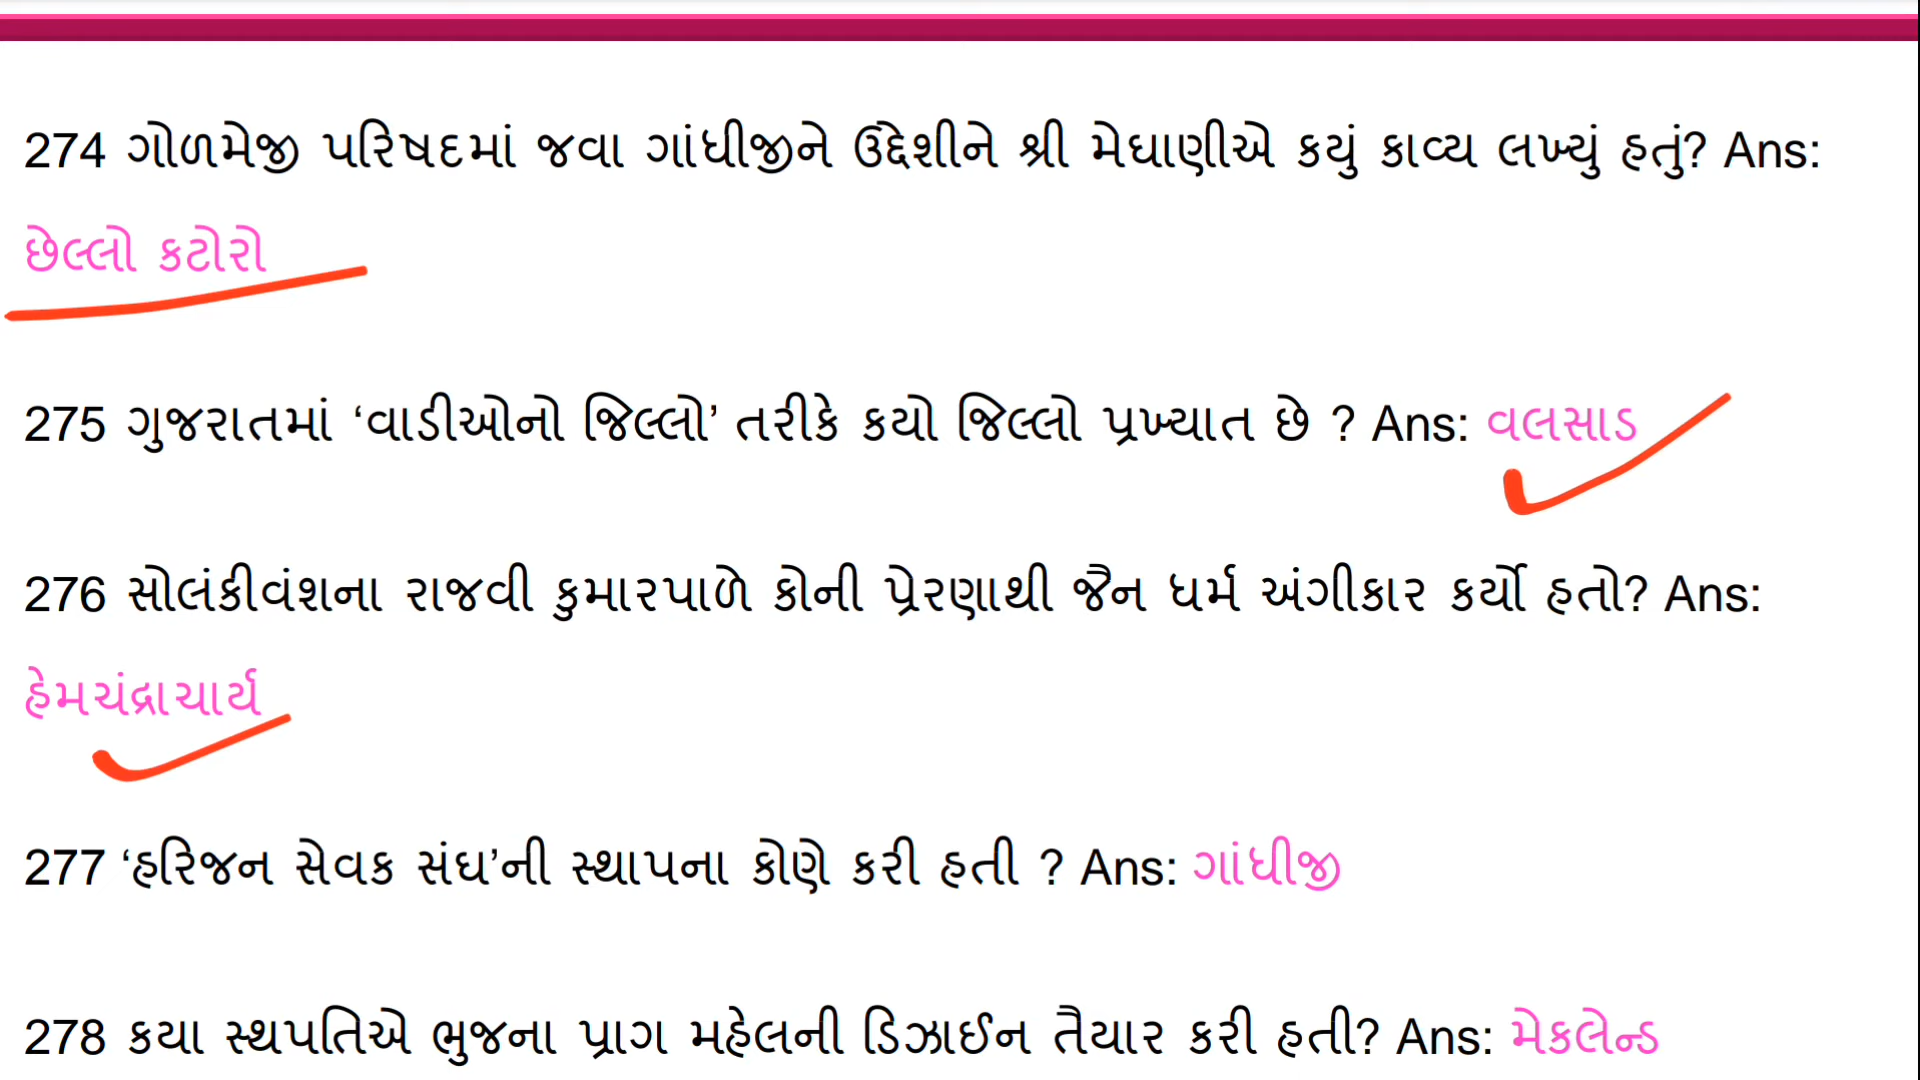 274 ગોળમેજી પરિષદમાં જવા ગાંધીજીને ઉદ્દેશીને શ્રી મેઘાણીએ કયું કાવ્ય લખ્યું હતું? Ans:
છેલ્લો કટોરો
275 ગુજરાતમાં ‘વાડીઓનો જિલ્લો’ તરીકે કયો જિલ્લો પ્રખ્યાત છે ? Ans: વલસાડ
276 સોલંકીવંશના રાજવી કુમારપાળે કોની પ્રેરણાથી જૈન ધર્મ અંગીકાર કર્યો હતો? Ans:
હેમચંદ્રાચાર્ય
277 ‘હરિજન સેવક સંઘ’ની સ્થાપના કોણે કરી હતી ? Ans: ગાંધીજી
278 કયા સ્થપતિએ ભુજના પ્રાગ મહેલની ડિઝાઈન તૈયાર કરી હતી? Ans: મેકલેન્ડ